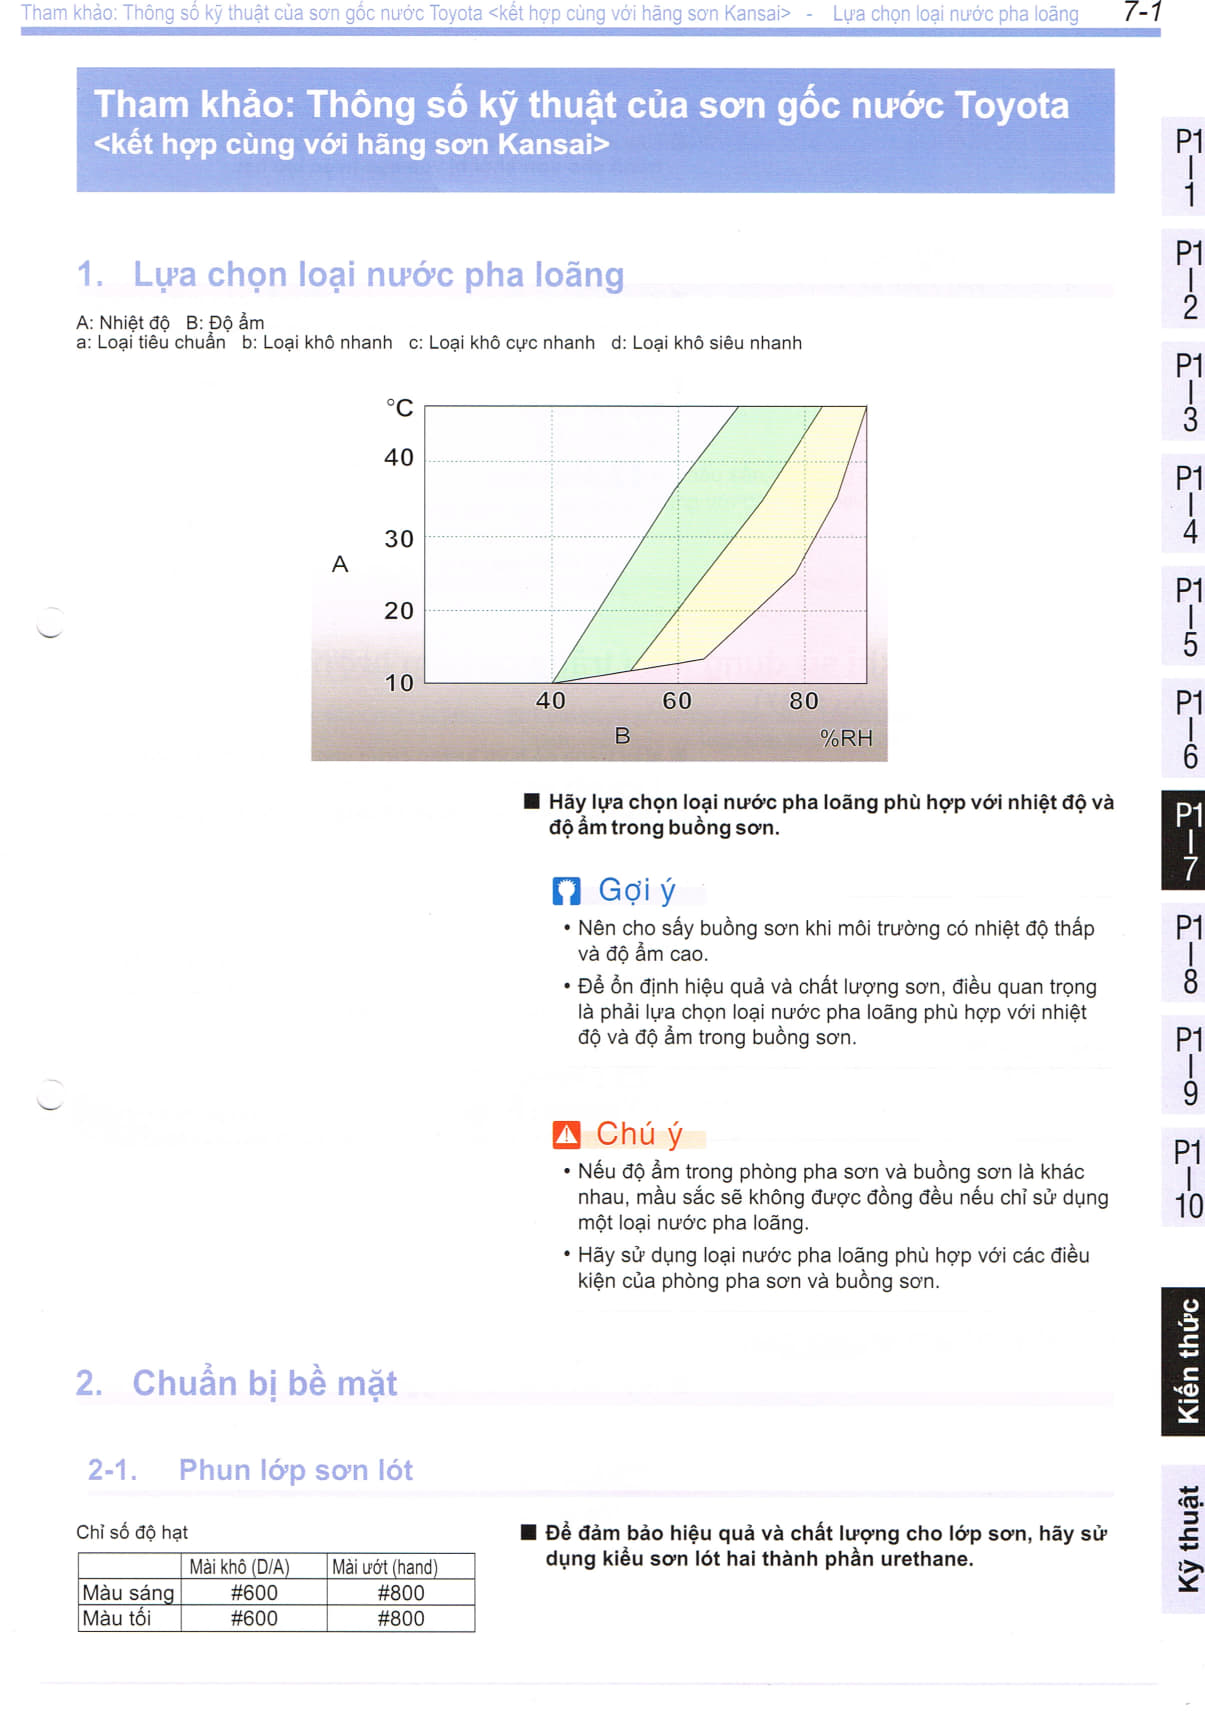 Tham khảo: Thông số kỹ thuật của sơn gốc nước Toyota <kết hợp cùng với hãng sơn Kansai> - Lựa chọn loại nước pha loãng 7-1
Tham khảo: Thông số kỹ thuật của sơn gốc nước Toyota
<kết hợp cùng với hãng sơn Kansai>
1. Lựa chọn loại nước pha loãng
A: Nhiệt độ B: Độ ẩm
a: Loại tiêu chuẩn b: Loại khô nhanh c: Loại khô cực nhanh d: Loại khô siêu nhanh
°C
40
30
A
20
10
40 60 80
B %RH
■ Hãy lựa chọn loại nước pha loãng phù hợp với nhiệt độ và
độ ẩm trong buồng sơn.
Gợi ý
• Nên cho sấy buồng sơn khi môi trường có nhiệt độ thấp
và độ ẩm cao.
• Để ổn định hiệu quả và chất lượng sơn, điều quan trọng
là phải lựa chọn loại nước pha loãng phù hợp với nhiệt
độ và độ ẩm trong buồng sơn.
Chú ý
• Nếu độ ẩm trong phòng pha sơn và buồng sơn là khác
nhau, mầu sắc sẽ không được đồng đều nếu chỉ sử dụng
một loại nước pha loãng.
• Hãy sử dụng loại nước pha loãng phù hợp với các điều
kiện của phòng pha sơn và buồng sơn.
2. Chuẩn bị bề mặt
2-1. Phun lớp sơn lót
Chỉ số độ hạt
Mài khô (D/A) Mài ướt (hand)
Màu sáng #600 #800
Màu tối #600 #800
■ Để đảm bảo hiệu quả và chất lượng cho lớp sơn, hãy sử
dụng kiểu sơn lót hai thành phần urethane.
P1
1
P1
2
P1
3
P1
4
P1
5
P1
6
P1
7
P1
8
P1
9
P1
10
Kiến thức
Kỹ thuật